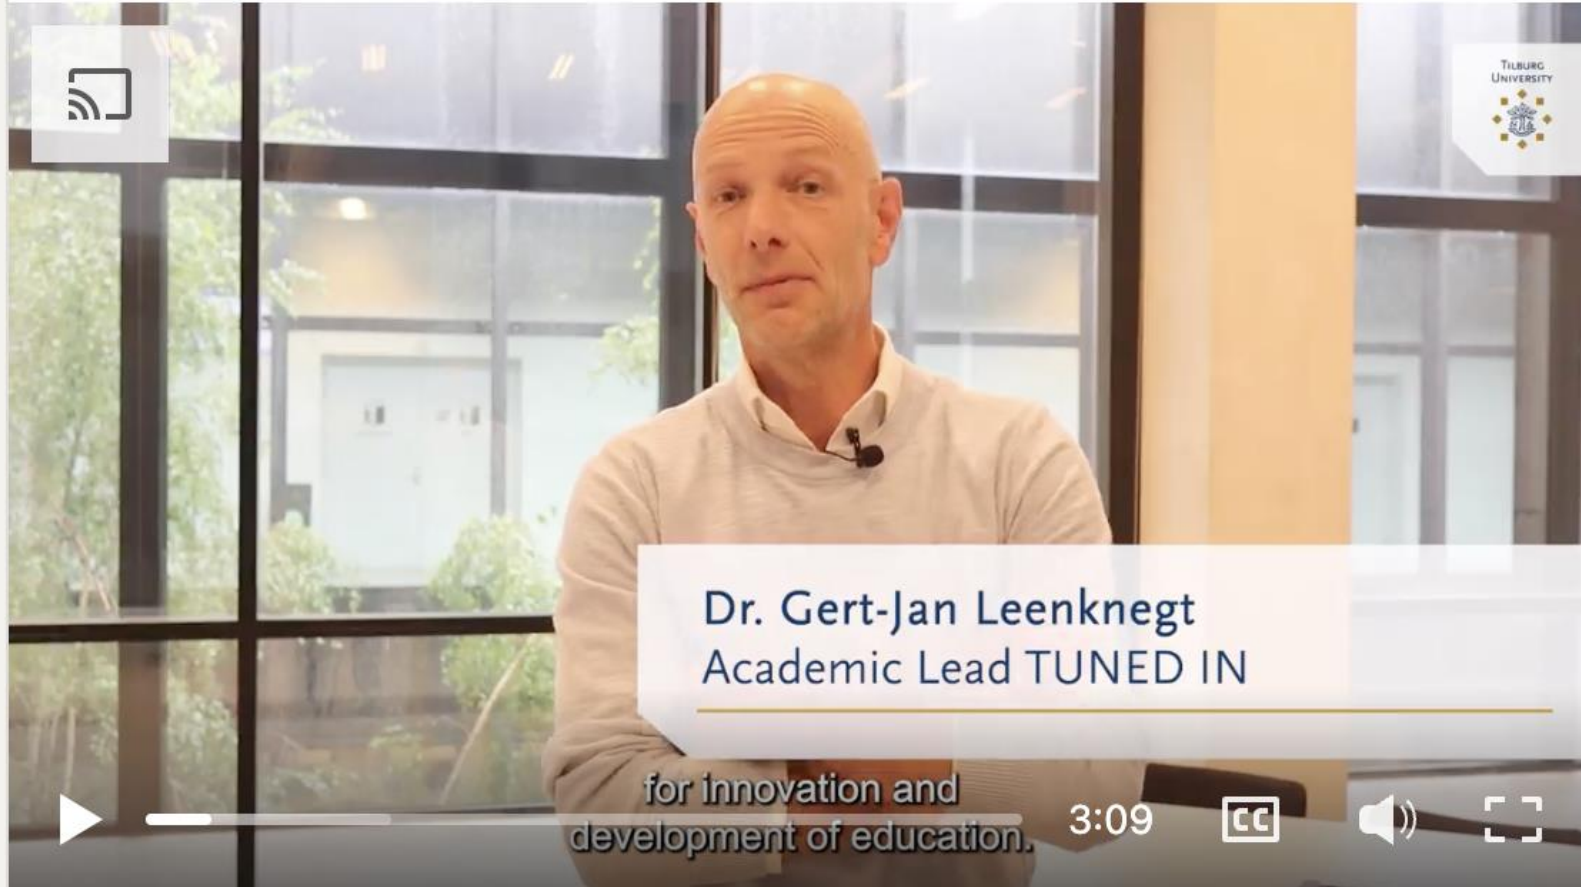 TILBURG
UNIVERSITY
Dr. Gert-Jan Leenknegt
Academic Lead TUNED IN
for innovation and
development of education.
3:09
CC